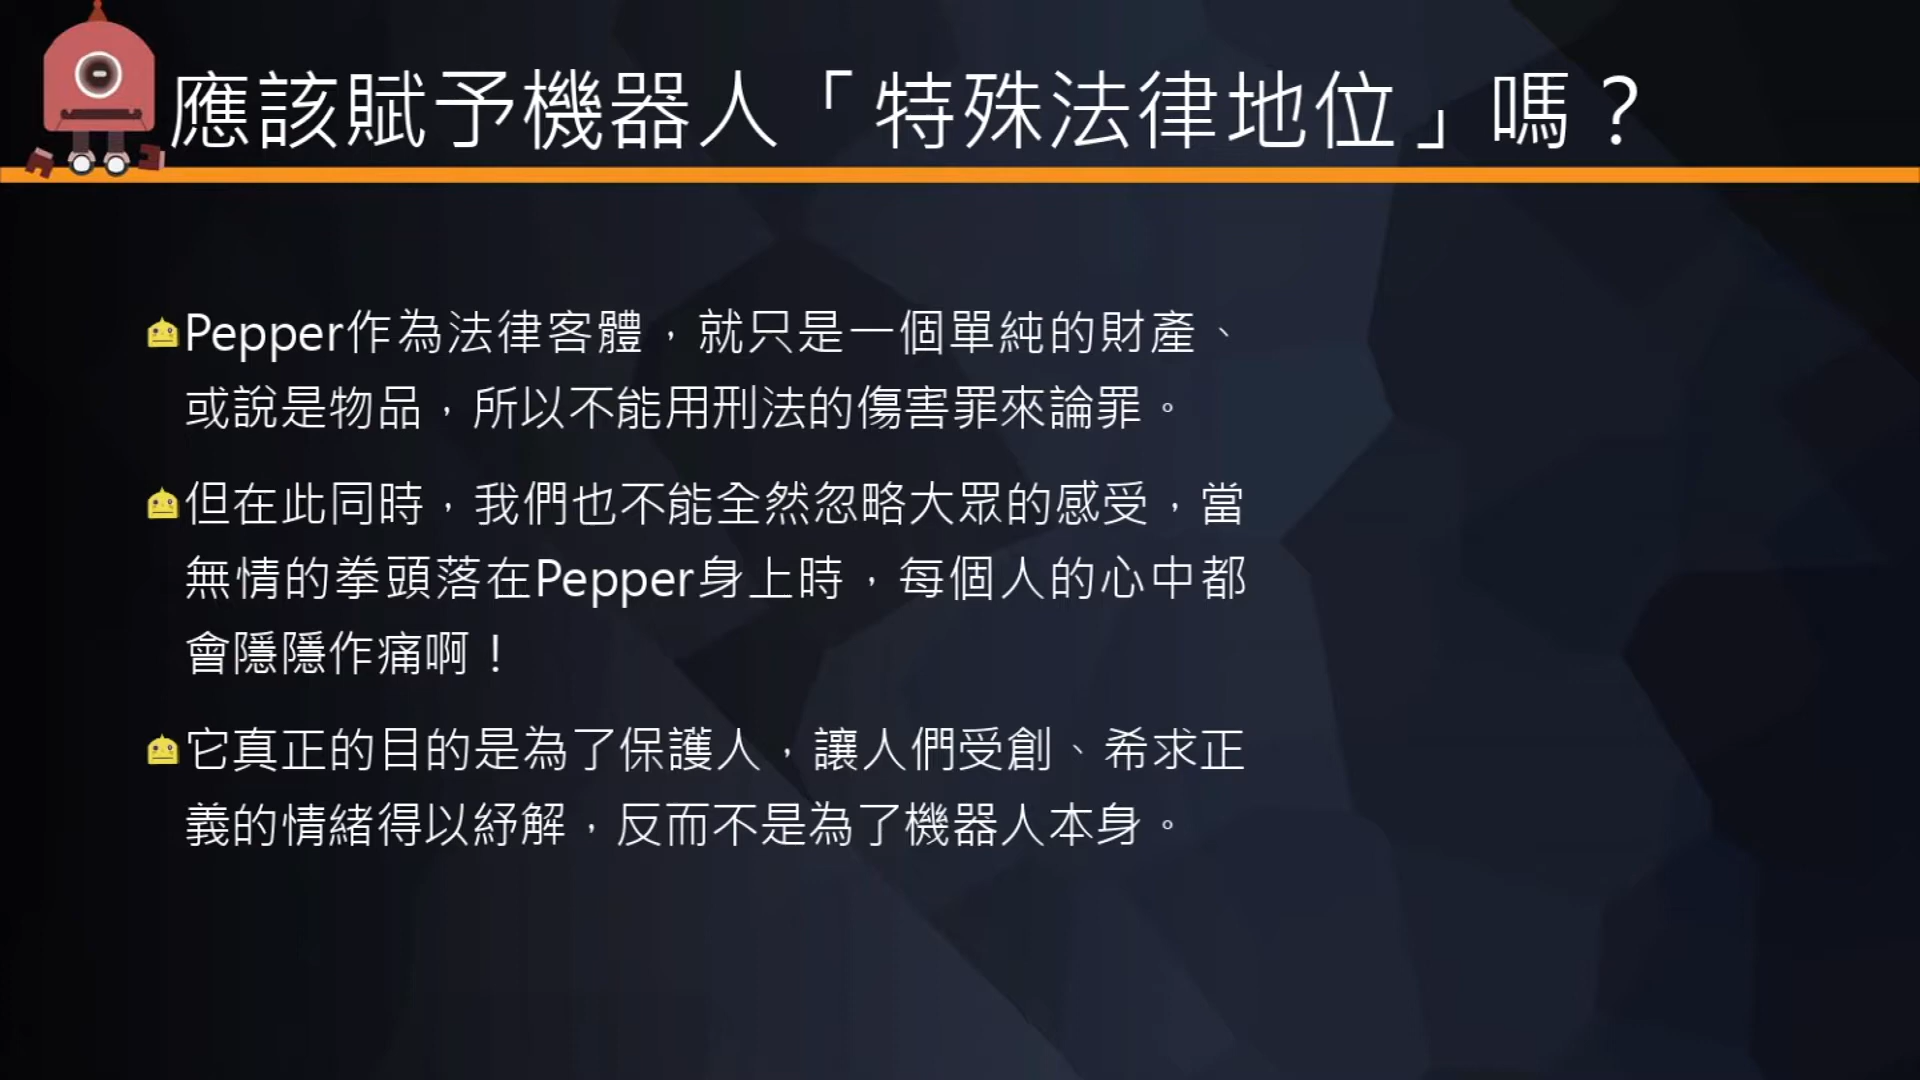 應該賦予機器人「特殊法律地位」嗎？
Pepper作為法律客體，就只是一個單純的財產、
或說是物品，所以不能用刑法的傷害罪來論罪。
但在此同時，我們也不能全然忽略大眾的感受，當
無情的拳頭落在Pepper身上時，每個人的心中都
會隱隱作痛啊！
它真正的目的是為了保護人，讓人們受創、希求正
義的情緒得以紓解，反而不是為了機器人本身。